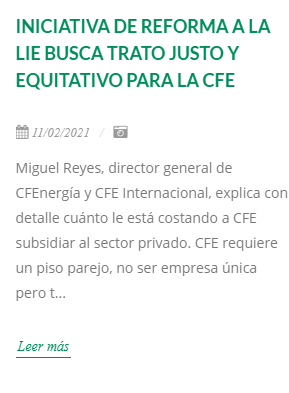 INICIATIVA DE REFORMA A LA
LIE BUSCA TRATO JUSTO Y
EQUITATIVO PARA LA CFE
11/02/2021 /
Miguel Reyes, director general de
CFEnergía y CFE Internacional, explica con
detalle cuánto le está costando a CFE
subsidiar al sector privado. CFE requiere
un piso parejo, no ser empresa única
pero t...
Leer más